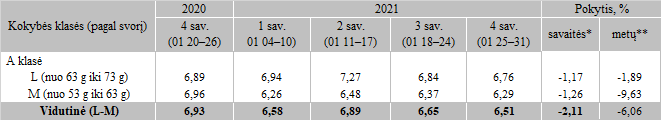 Kokybės klasės (pagal svorį) 2020 2021 Pokytis, %
4 sav. (01 20–26) 1 sav. (01 04–10) 2 sav. (01 11–17) 3 sav. (01 18–24) 4 sav. (01 25–31) savaitės* metų**
A klasė
L (nuo 63 g iki 73 g) 6,89 6,94 7,27 6,84 6,76 -1,17 -1,89
M (nuo 53 g iki 63 g) 6,96 6,26 6,48 6,37 6,29 -1,26 -9,63
Vidutinė (L-M) 6,93 6,58 6,89 6,65 6,51 -2,11 -6,06